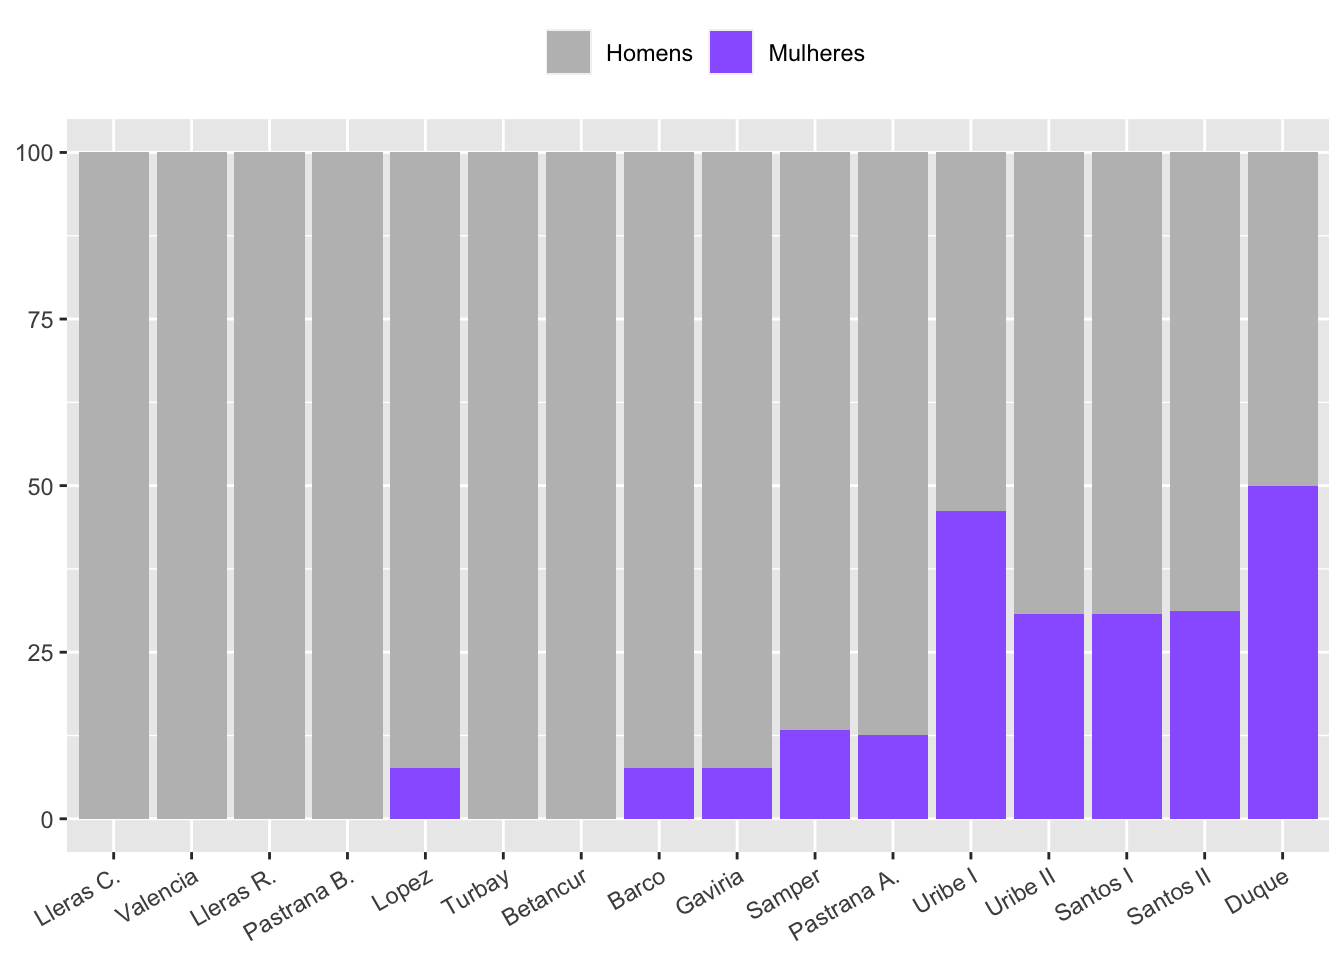 Homens Mulheres
100
75
50
25
0
Lleras C. Valencia Lleras R. Pastrana B. Lopez Turbay Betancur Barco Gaviria Samper Pastrana A. Uribe I Uribe II Santos I Santos II Duque